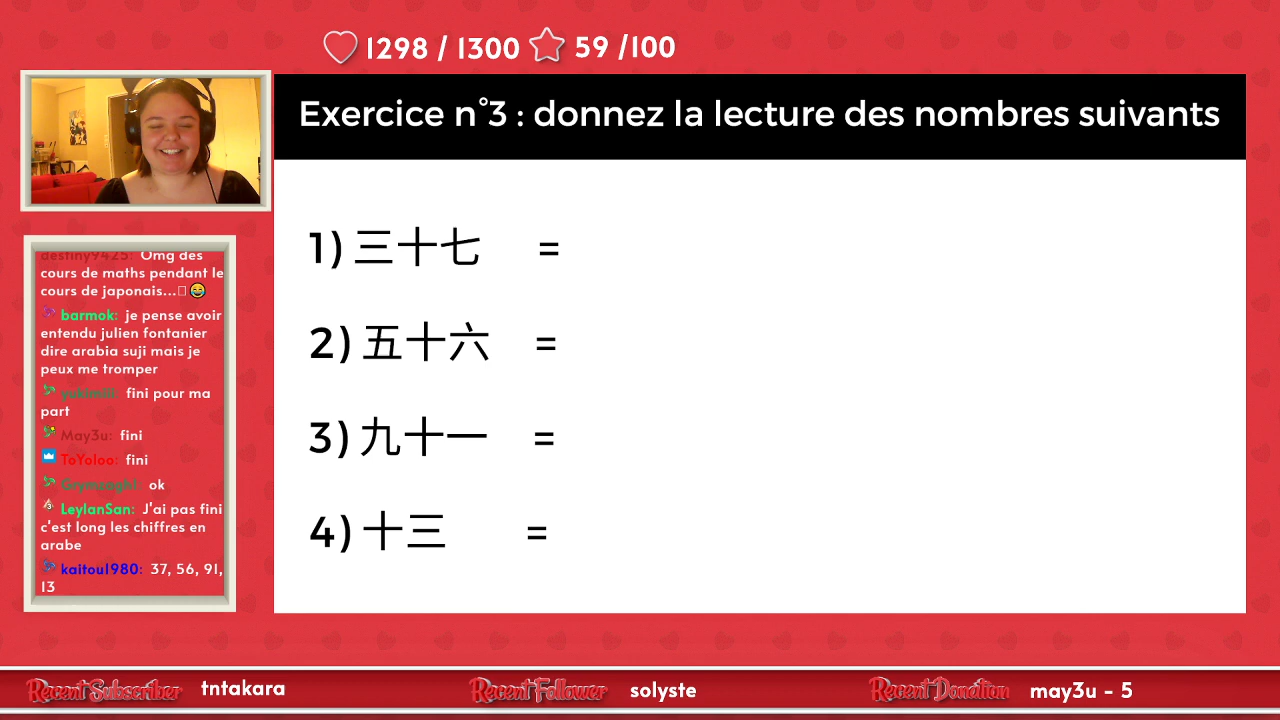 1298 / 1300 59 /100
Exercice n°3 : donnez la lecture des nombres suivants
1) 三十七 =
2) 五十六 =
3) 九十一 =
4) 十三 =
destiny9425: Omg des
cours de maths pendant le
cours de japonais...
barmok: je pense avoir
entendu julien fontanier
dire arabia suji mais je
peux me tromper
fini pour ma
part
May3u: fini
ToYoloo: fini
ok
LeylanSan: J'ai pas fini
c'est long les chiffres en
arabe
kaitou1980: 37, 56, 91,
13
Recent Subscriber tntakara Recent Follower solyste Recent Donation may3u - 5